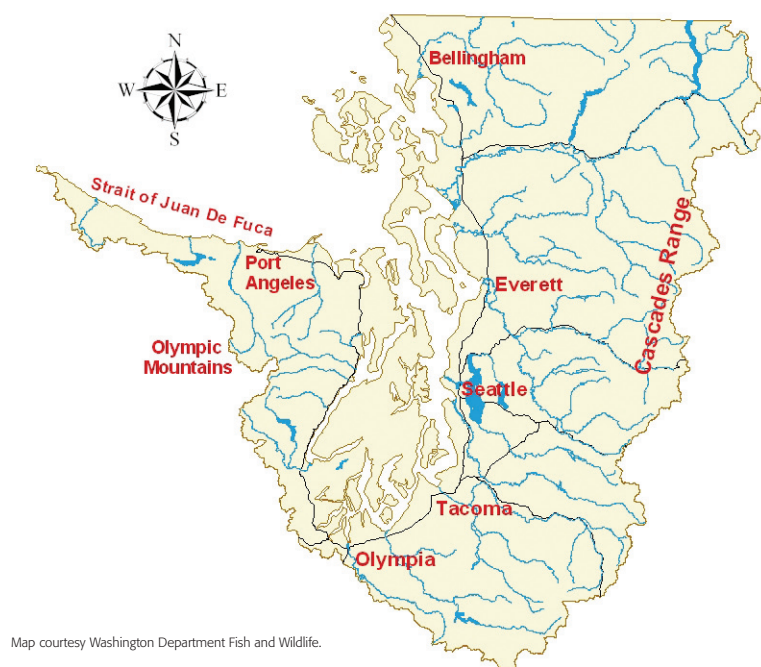 N
W
E
S
Bellingham
Strait of Juan De Fuca
Port
Angeles
Everett
Cascades Range
Olympic
Mountains
Seattle
Tacoma
Olympia
Map courtesy Washington Department Fish and Wildlife.